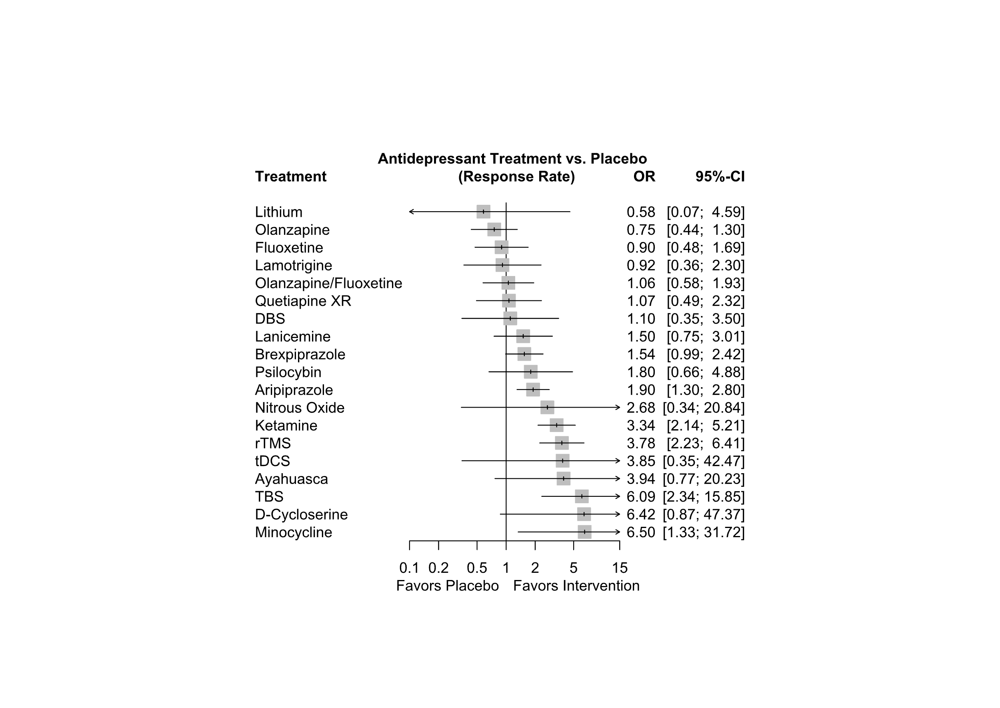 Antidepressant Treatment vs. Placebo
Treatment (Response Rate) OR 95%-CI
Lithium 0.58 [0.07; 4.59]
Olanzapine 0.75 [0.44; 1.30]
Fluoxetine 0.90 [0.48; 1.69]
Lamotrigine 0.92 [0.36; 2.30]
Olanzapine/Fluoxetine 1.06 [0.58; 1.93]
Quetiapine XR 1.07 [0.49; 2.32]
DBS 1.10 [0.35; 3.50]
Lanicemine 1.50 [0.75; 3.01]
Brexpiprazole 1.54 [0.99; 2.42]
Psilocybin 1.80 [0.66; 4.88]
Aripiprazole 1.90 [1.30; 2.80]
Nitrous Oxide 2.68 [0.34; 20.84]
Ketamine 3.34 [2.14; 5.21]
rTMS 3.78 [2.23; 6.41]
tDCS 3.85 [0.35; 42.47]
Ayahuasca 3.94 [0.77; 20.23]
TBS 6.09 [2.34; 15.85]
D-Cycloserine 6.42 [0.87; 47.37]
Minocycline 6.50 [1.33; 31.72]
0.1 0.2 0.5 1 2 5 15
Favors Placebo Favors Intervention